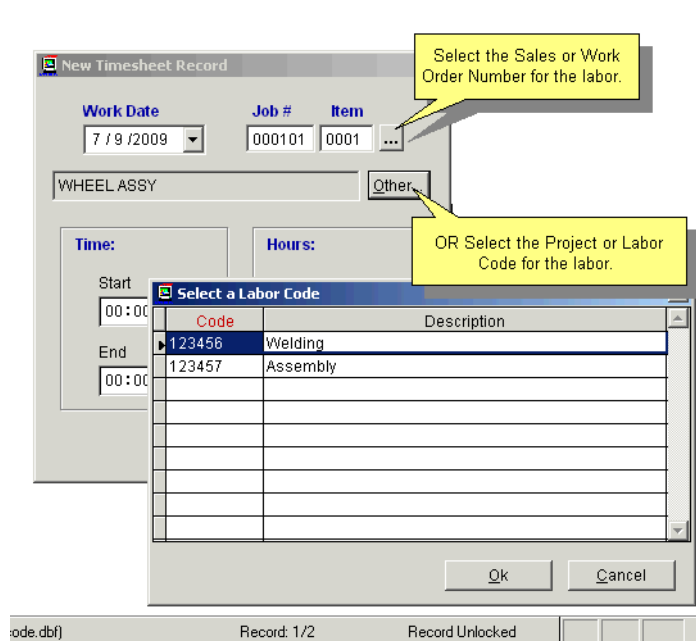 Select the Sales or Work
Order Number for the labor.
New Timesheet Record
Work Date Job # Item
7 / 9 /2009 000101 0001 ...
WHEEL ASSY Other...
OR Select the Project or Labor
Code for the labor.
Time: Hours:
Start
00:00
End
00:00
Select a Labor Code
Code Description
123456 Welding
123457 Assembly
Ok Cancel
code.dbf) Record: 1/2 Record Unlocked